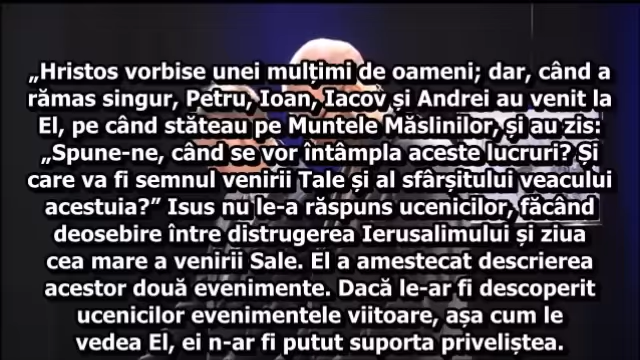 „Hristos vorbise unei mulțimi de oameni; dar, când a
rămas singur, Petru, Ioan, Iacov și Andrei au venit la
El, pe când stăteau pe Muntele Măslinilor, și au zis:
„Spune-ne, când se vor întâmpla aceste lucruri? Și
care va fi semnul venirii Tale și al sfârșitului veacului
acestuia?” Isus nu le-a răspuns ucenicilor, făcând
deosebire între distrugerea Ierusalimului și ziua
cea mare a venirii Sale. El a amestecat descrierea
acestor două evenimente. Dacă le-ar fi descoperit
ucenicilor evenimentele viitoare, așa cum le
vedea El, ei n-ar fi putut suporta priveliștea.